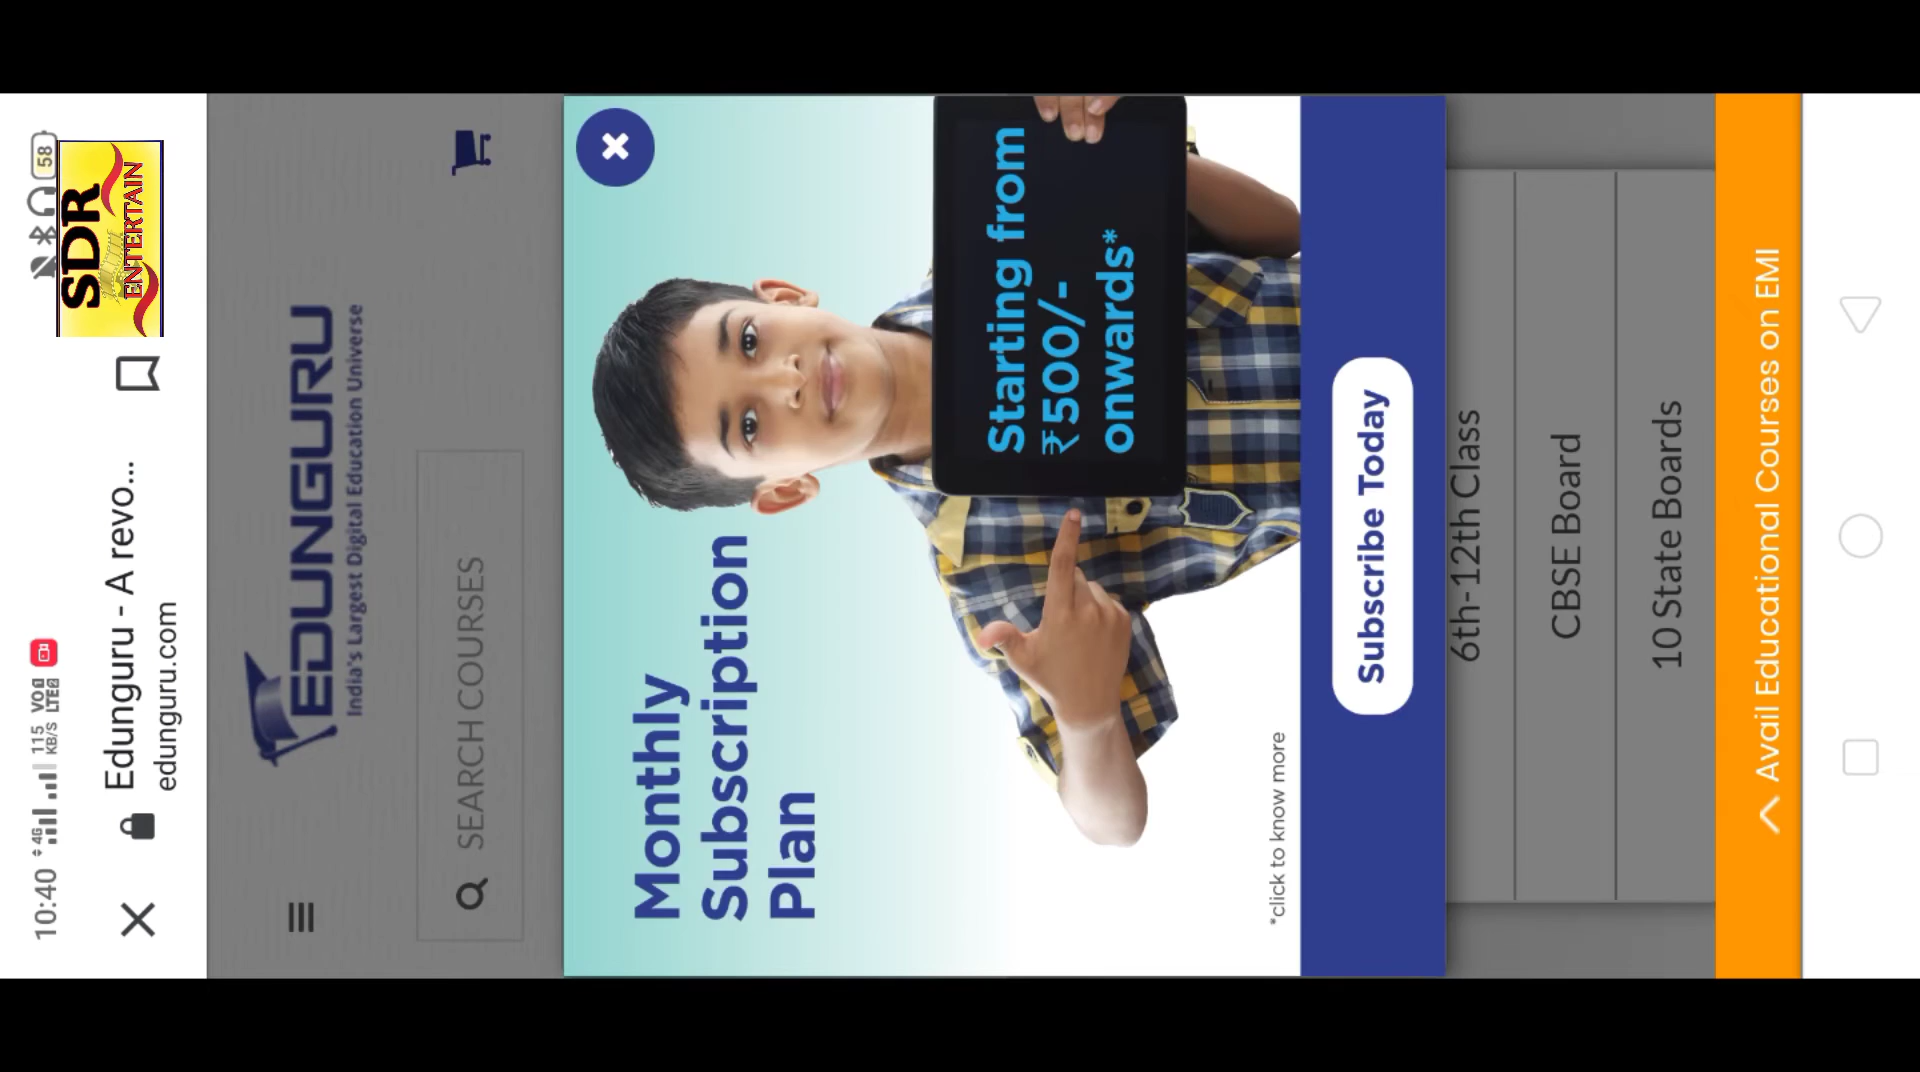 10:40
4G
115
KB/S
VO
LTE2
58
SDR
ENTERTAIN
Edunguru - A revo...
edunguru.com
EDUNGURU
India's Largest Digital Education Universe
SEARCH COURSES
Monthly
Subscription
Plan
Starting from
₹500/-
onwards*
*click to know more
Subscribe Today
6th-12th Class
CBSE Board
10 State Boards
Avail Educational Courses on EMI